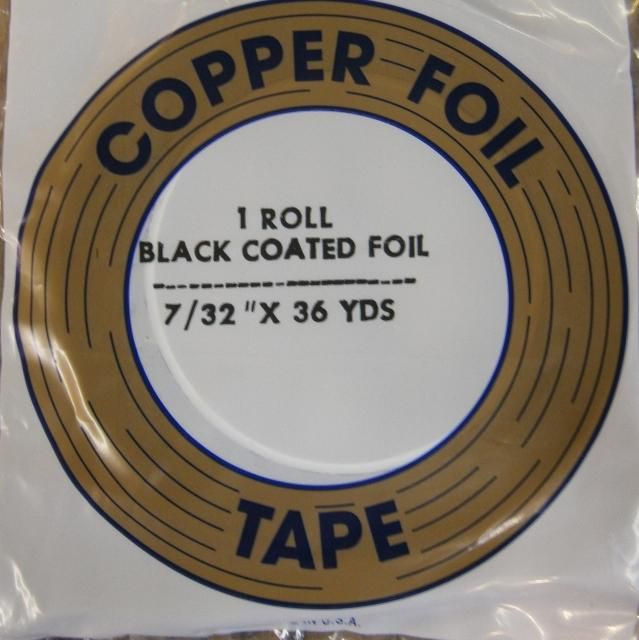 COPPER FOIL
1 ROLL
BLACK COATED FOIL
7/32 "X 36 YDS
TAPE
U.S.A.